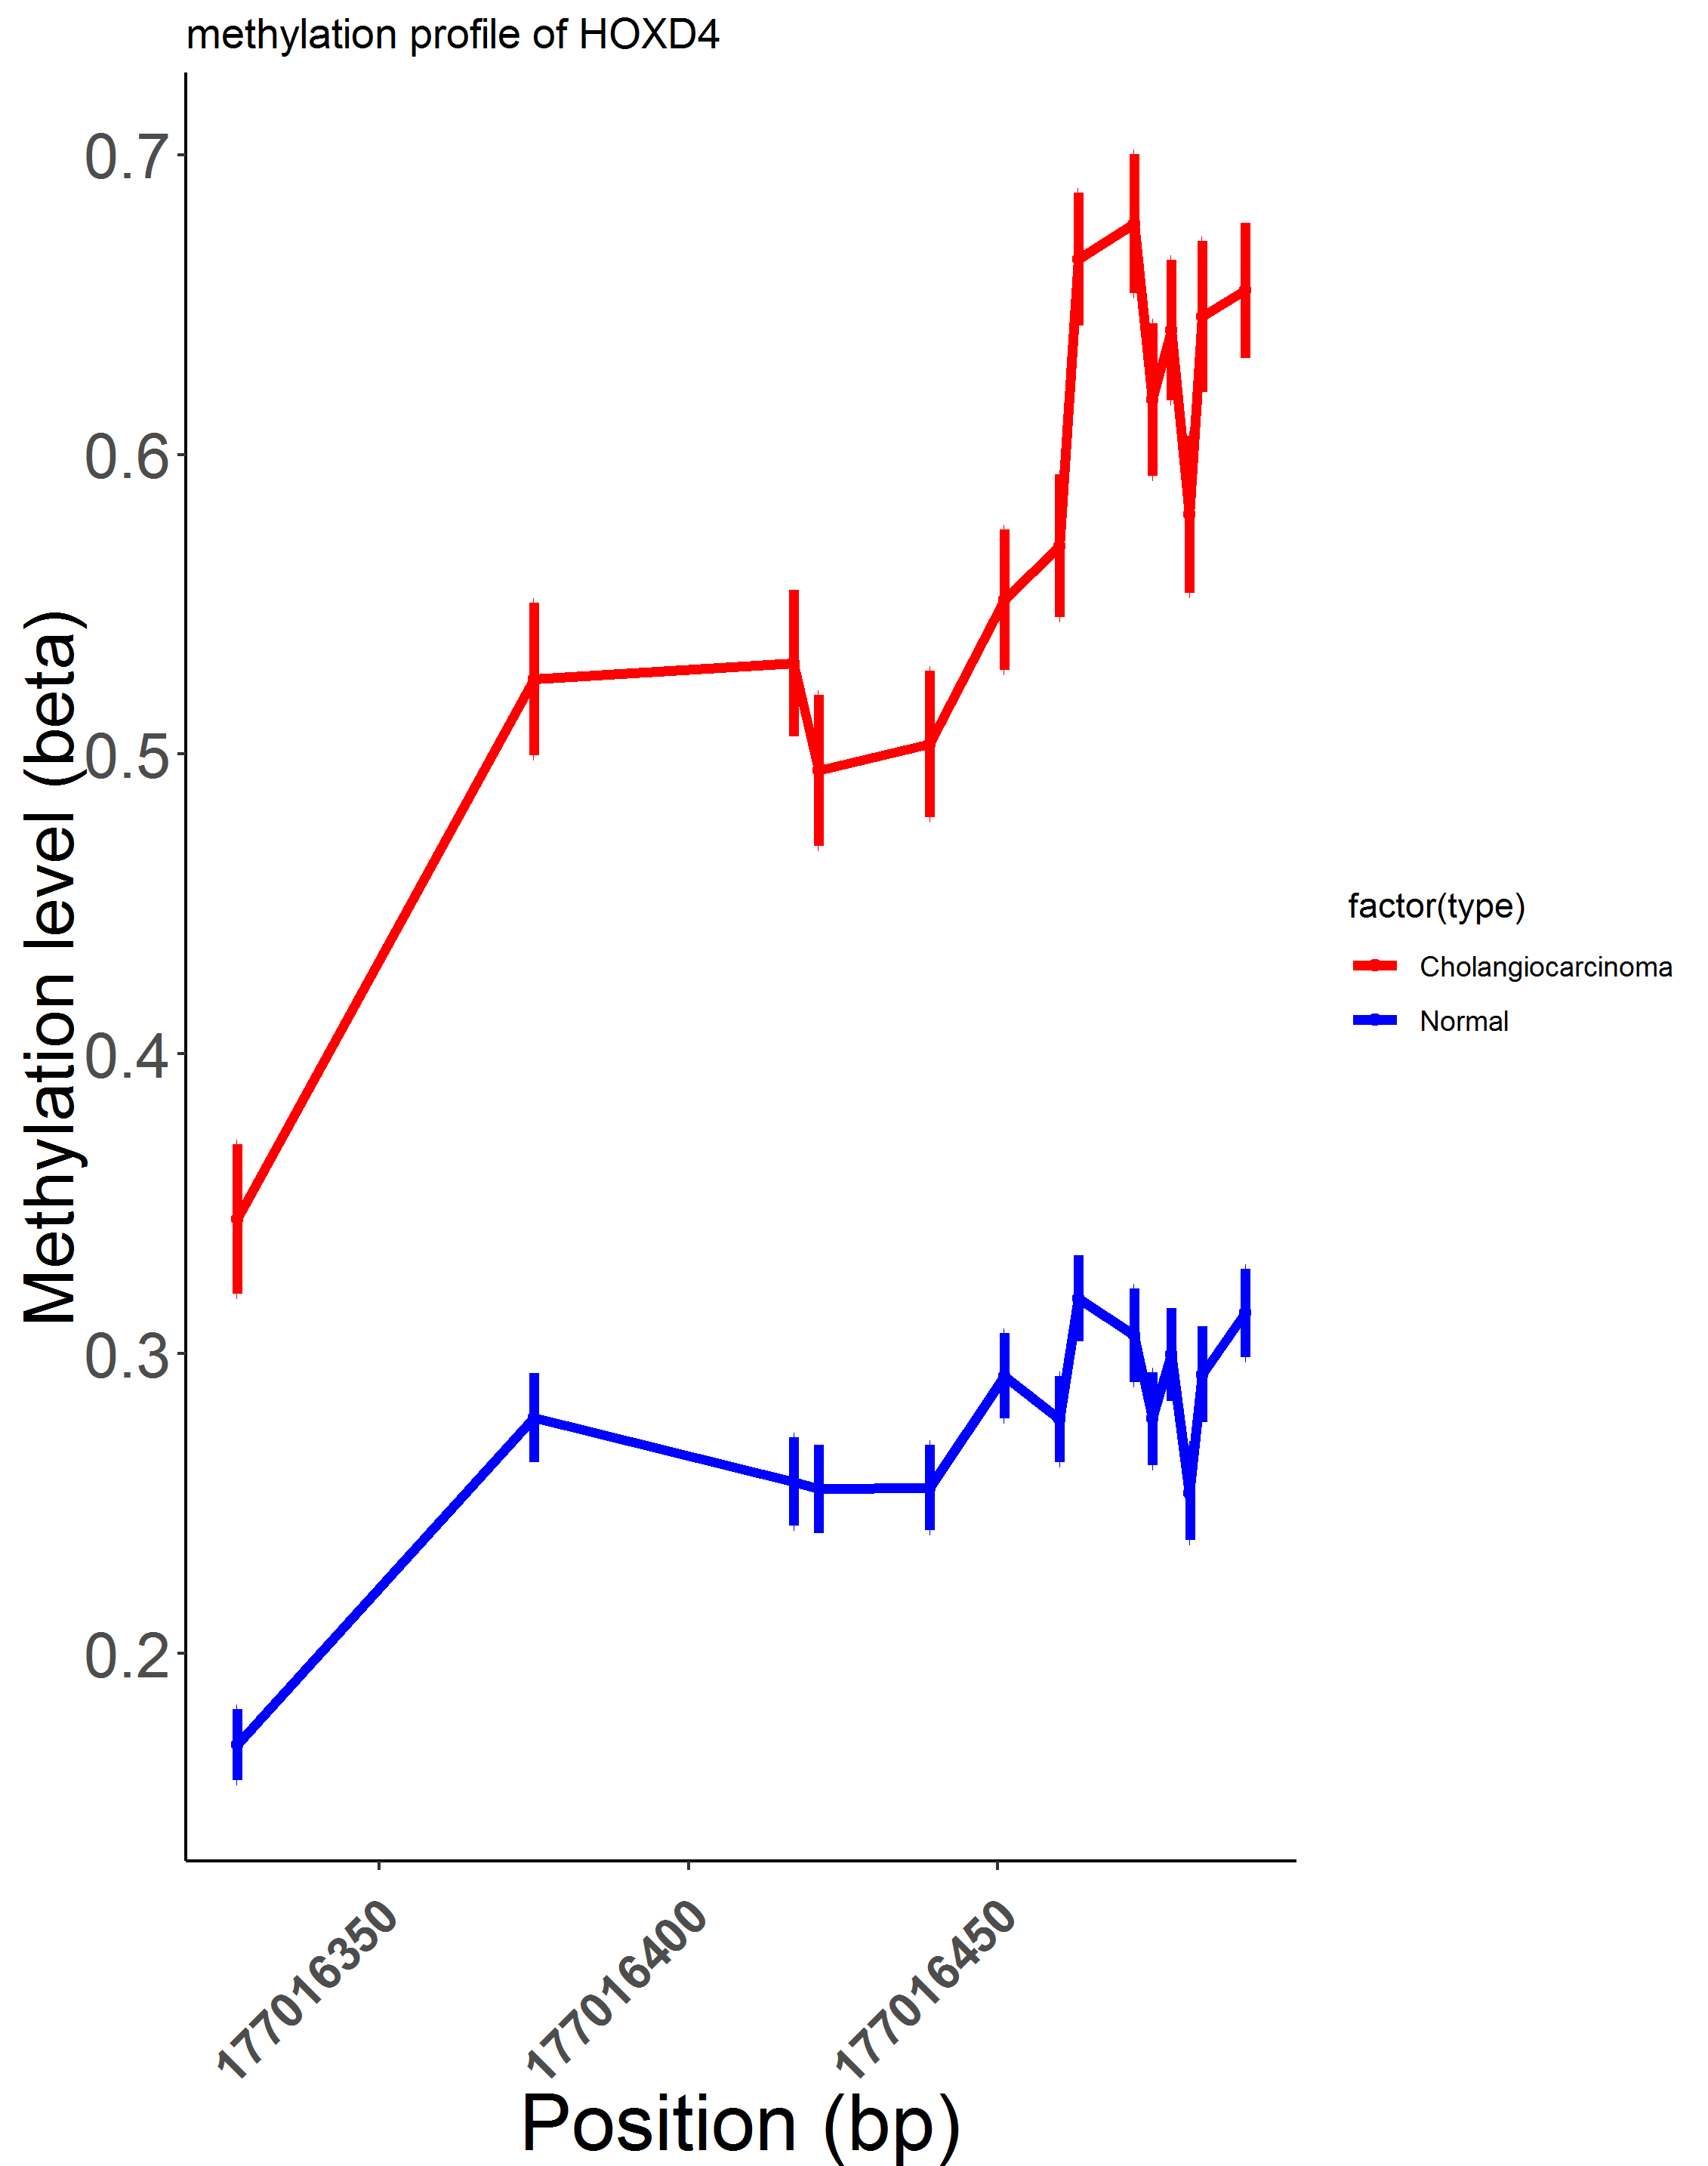 methylation profile of HOXD4
Methylation level (beta)
0.7
0.6
0.5
0.4
0.3
0.2
177016350
177016400
177016450
Position (bp)
factor(type)
Cholangiocarcinoma
Normal